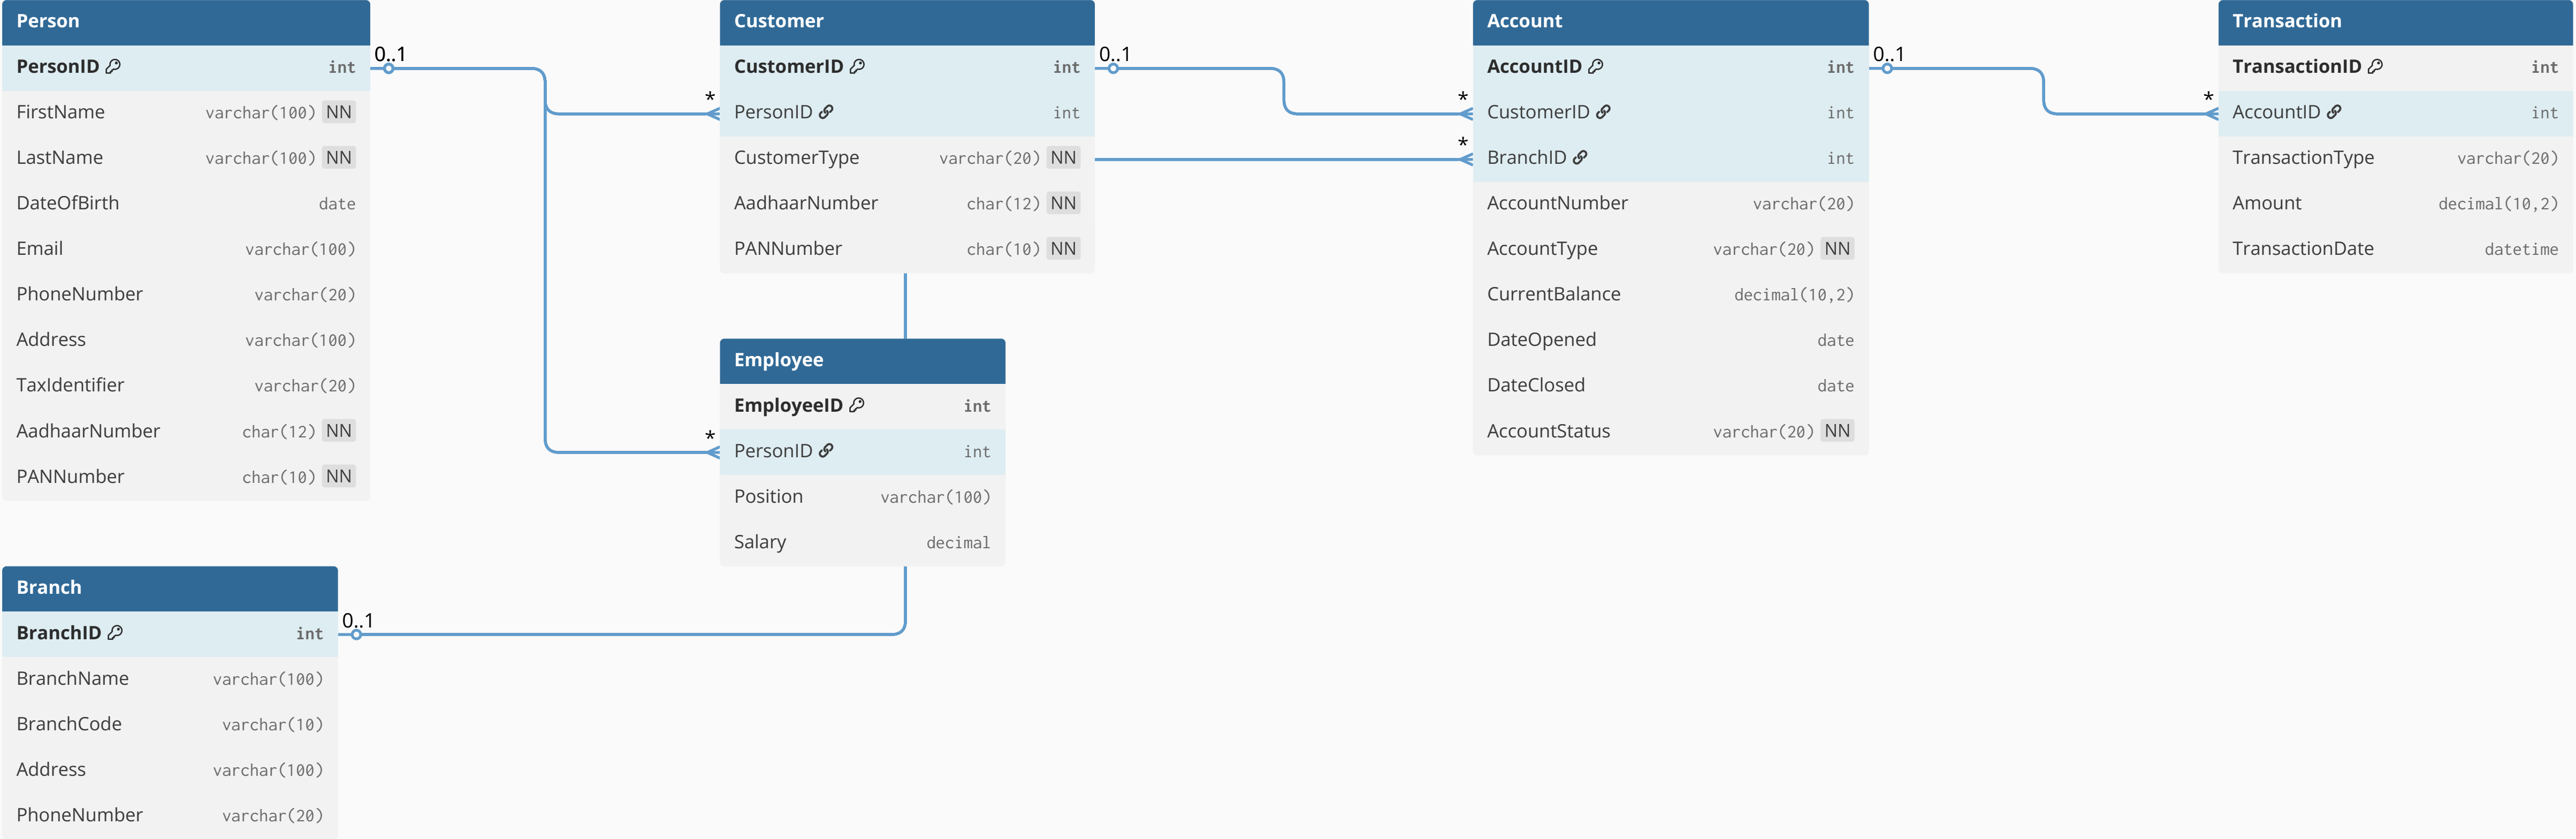 Person
PersonID int
FirstName varchar(100) NN
LastName varchar(100) NN
DateOfBirth date
Email varchar(100)
PhoneNumber varchar(20)
Address varchar(100)
TaxIdentifier varchar(20)
AadhaarNumber char(12) NN
PANNumber char(10) NN
0..1
*
*
Customer
CustomerID int
PersonID int
CustomerType varchar(20) NN
AadhaarNumber char(12) NN
PANNumber char(10) NN
0..1
*
*
Employee
EmployeeID int
PersonID int
Position varchar(100)
Salary decimal
Account
AccountID int
CustomerID int
BranchID int
AccountNumber varchar(20)
AccountType varchar(20) NN
CurrentBalance decimal(10,2)
DateOpened date
DateClosed date
AccountStatus varchar(20) NN
0..1
*
Transaction
TransactionID int
AccountID int
TransactionType varchar(20)
Amount decimal(10,2)
TransactionDate datetime
Branch
BranchID int
BranchName varchar(100)
BranchCode varchar(10)
Address varchar(100)
PhoneNumber varchar(20)
0..1